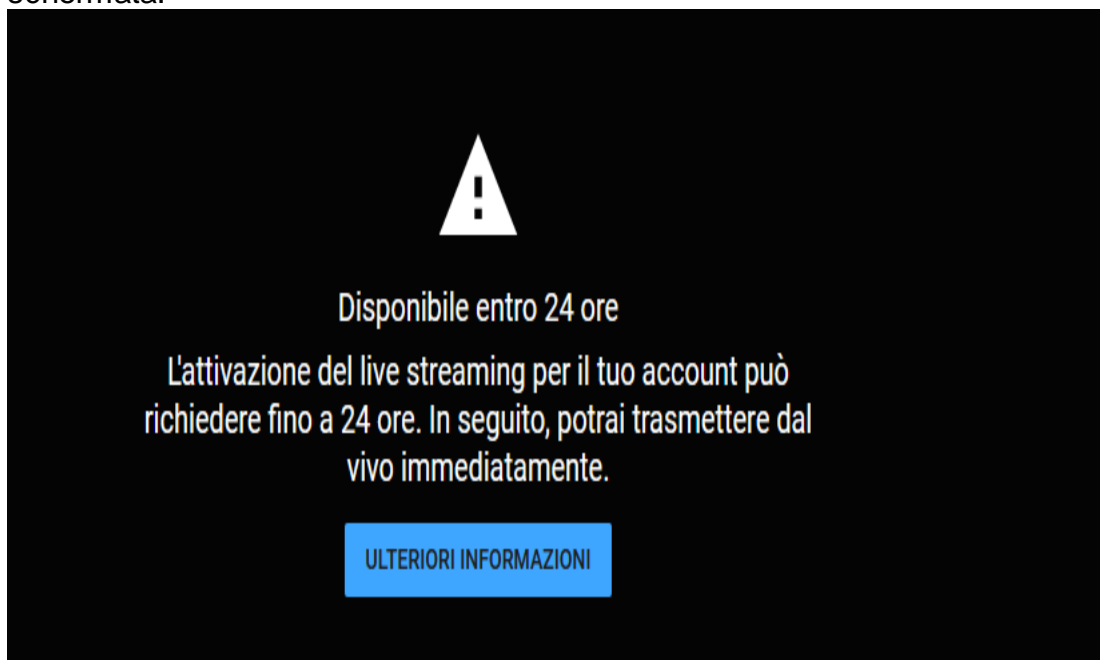 schermata.
Disponibile entro 24 ore
L'attivazione del live streaming per il tuo account può
richiedere fino a 24 ore. In seguito, potrai trasmettere dal
vivo immediatamente.
ULTERIORI INFORMAZIONI